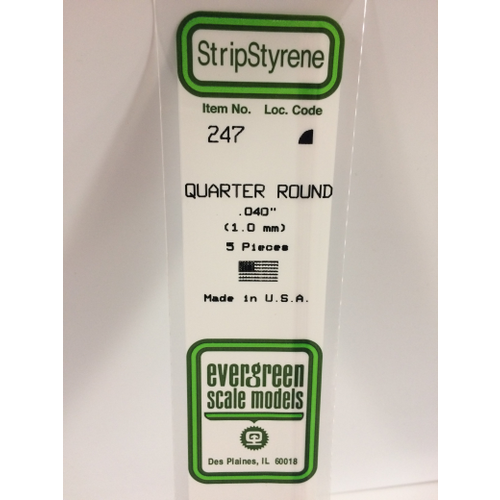 StripStyrene
Item No. Loc. Code
247
QUARTER ROUND
.040"
(1.0 mm)
5 Pieces
Made in U.S.A.
evergreen
scale models
Des Plaines, IL 60018